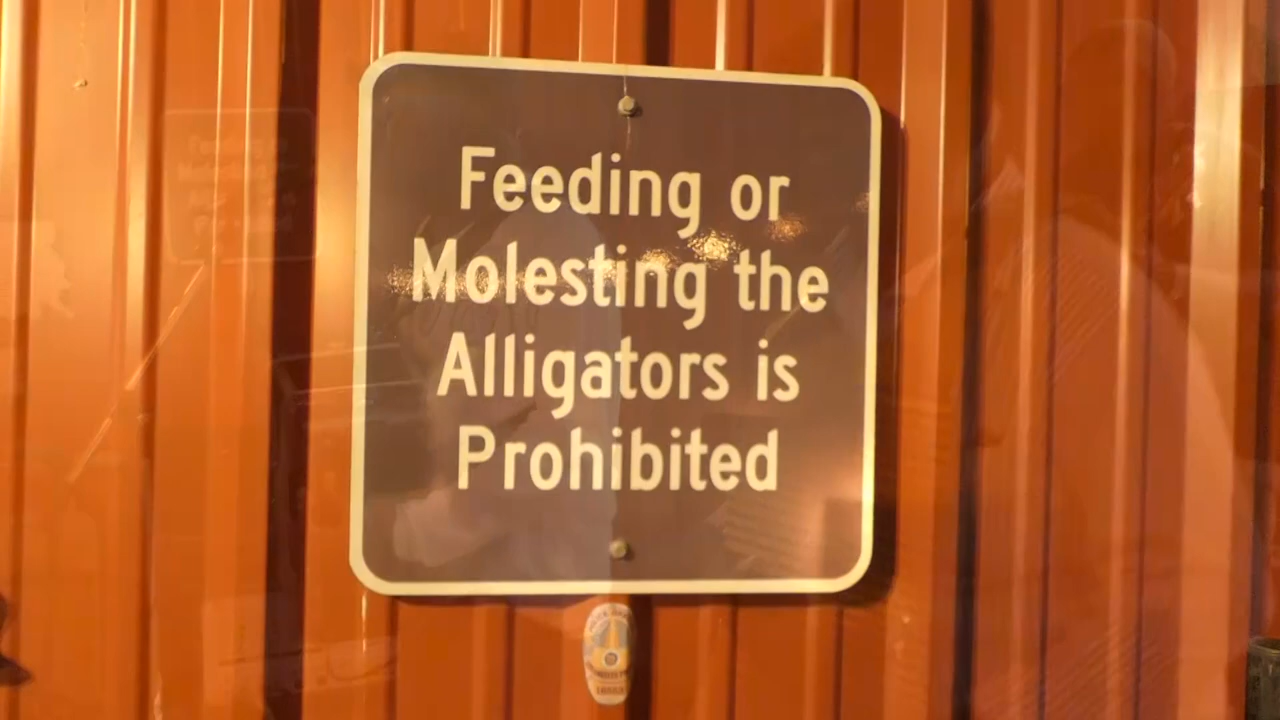 Feeding or
Molesting the
Alligators is
Prohibited